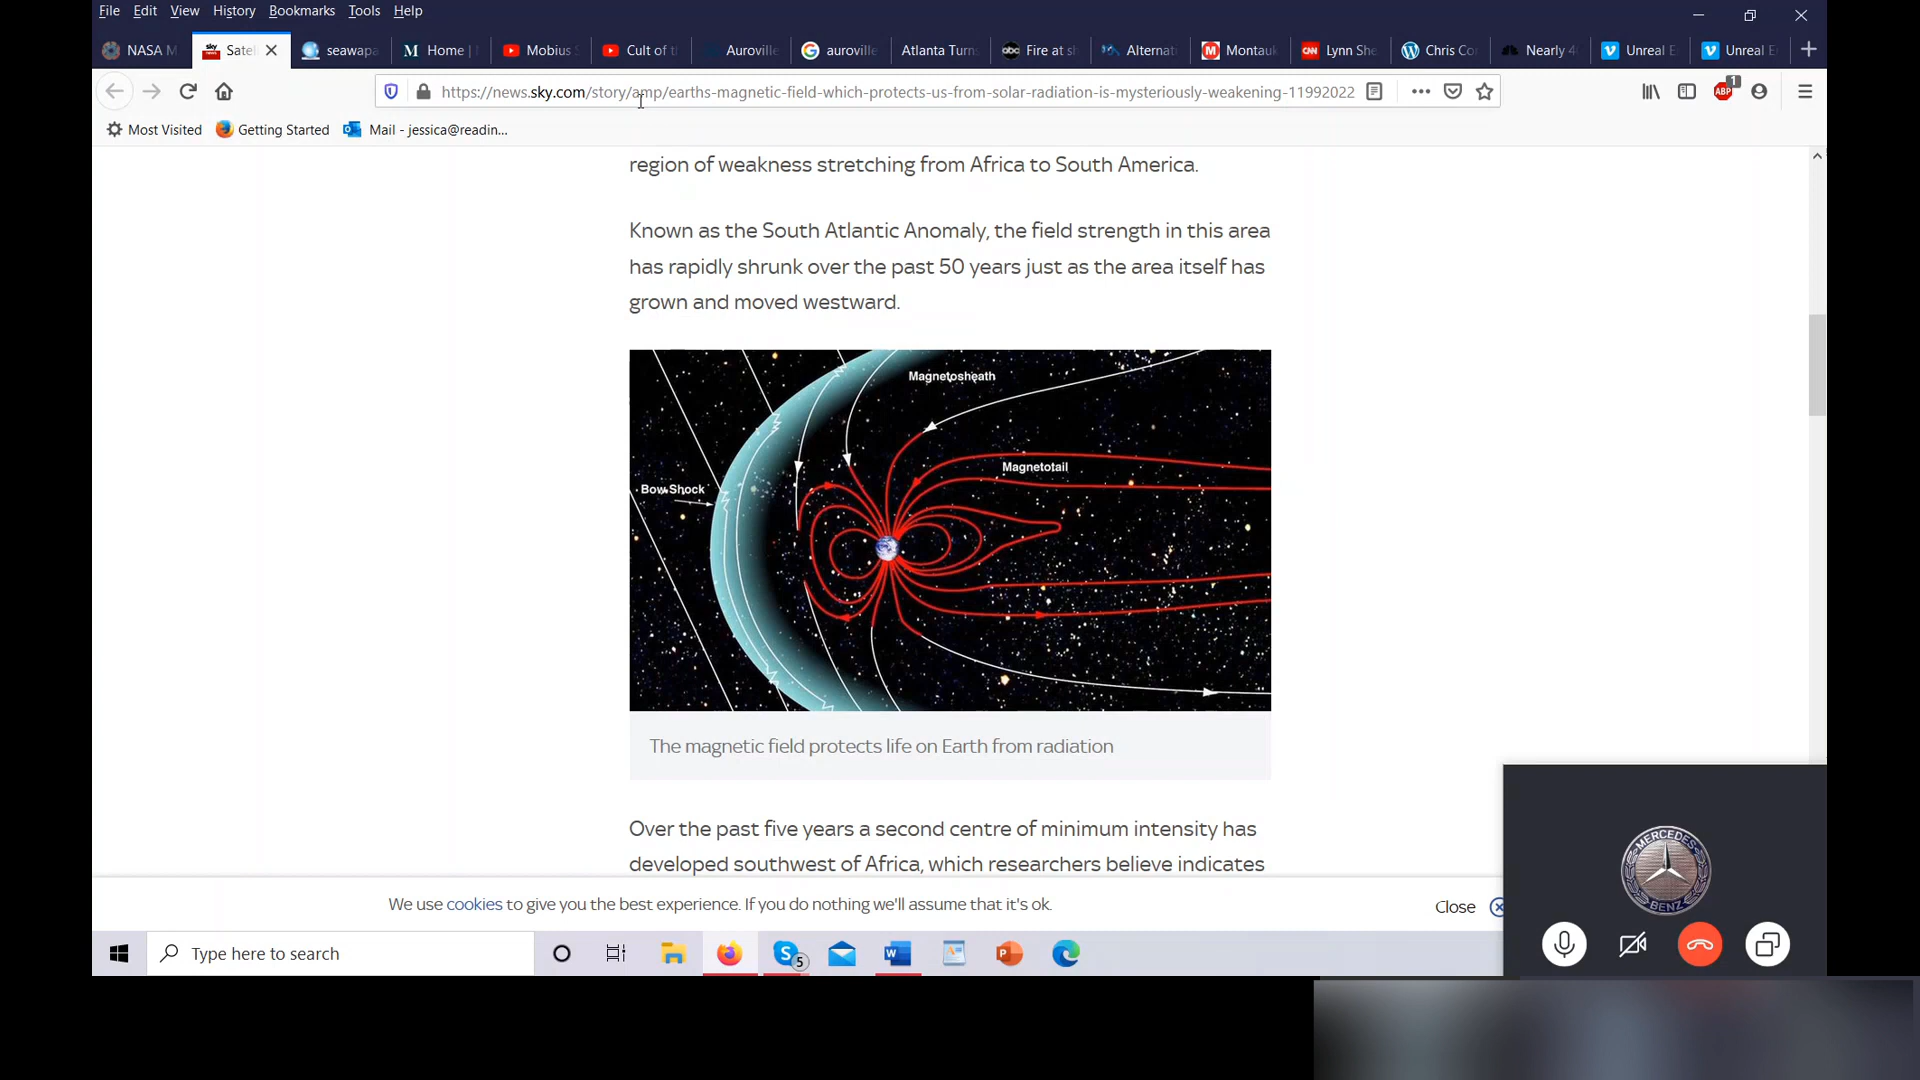 File Edit View History Bookmarks Tools Help
NASA M Satel seawapa Home | Mobius S Cult of t Auroville auroville Atlanta Turn Fire at sh Alternat Montauk Lynn She Chris Co Nearly 4 Unreal E Unreal E
https://news.sky.com/story/amp/earths-magnetic-field-which-protects-us-from-solar-radiation-is-mysteriously-weakening-11992022
ABP 1
Most Visited Getting Started Mail - jessica@readin...
region of weakness stretching from Africa to South America.
Known as the South Atlantic Anomaly, the field strength in this area
has rapidly shrunk over the past 50 years just as the area itself has
grown and moved westward.
Magnetosheath
Magnetotail
Bow Shock
The magnetic field protects life on Earth from radiation
Over the past five years a second centre of minimum intensity has
developed southwest of Africa, which researchers believe indicates
We use cookies to give you the best experience. If you do nothing we'll assume that it's ok.
Close
MERCEDES
BENZ
Type here to search
5